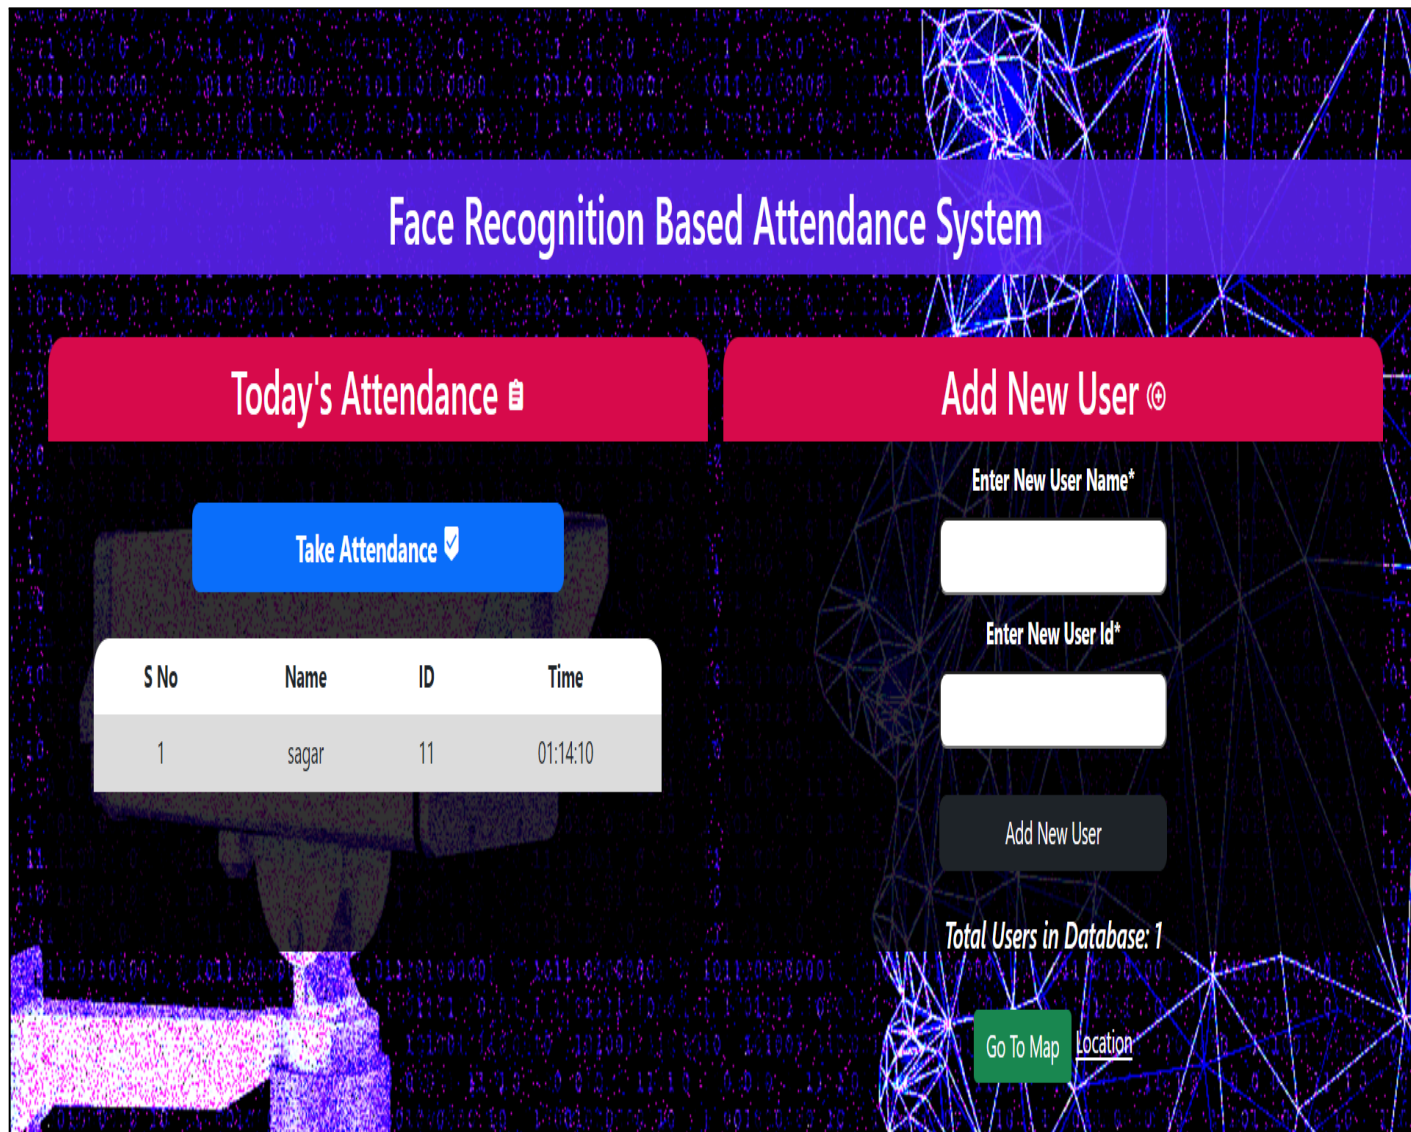 Face Recognition Based Attendance System
Today's Attendance
Take Attendance
S No Name ID Time
1 sagar 11 01:14:10
Add New User
Enter New User Name*
Enter New User Id*
Add New User
Total Users in Database: 1
Go To Map Location